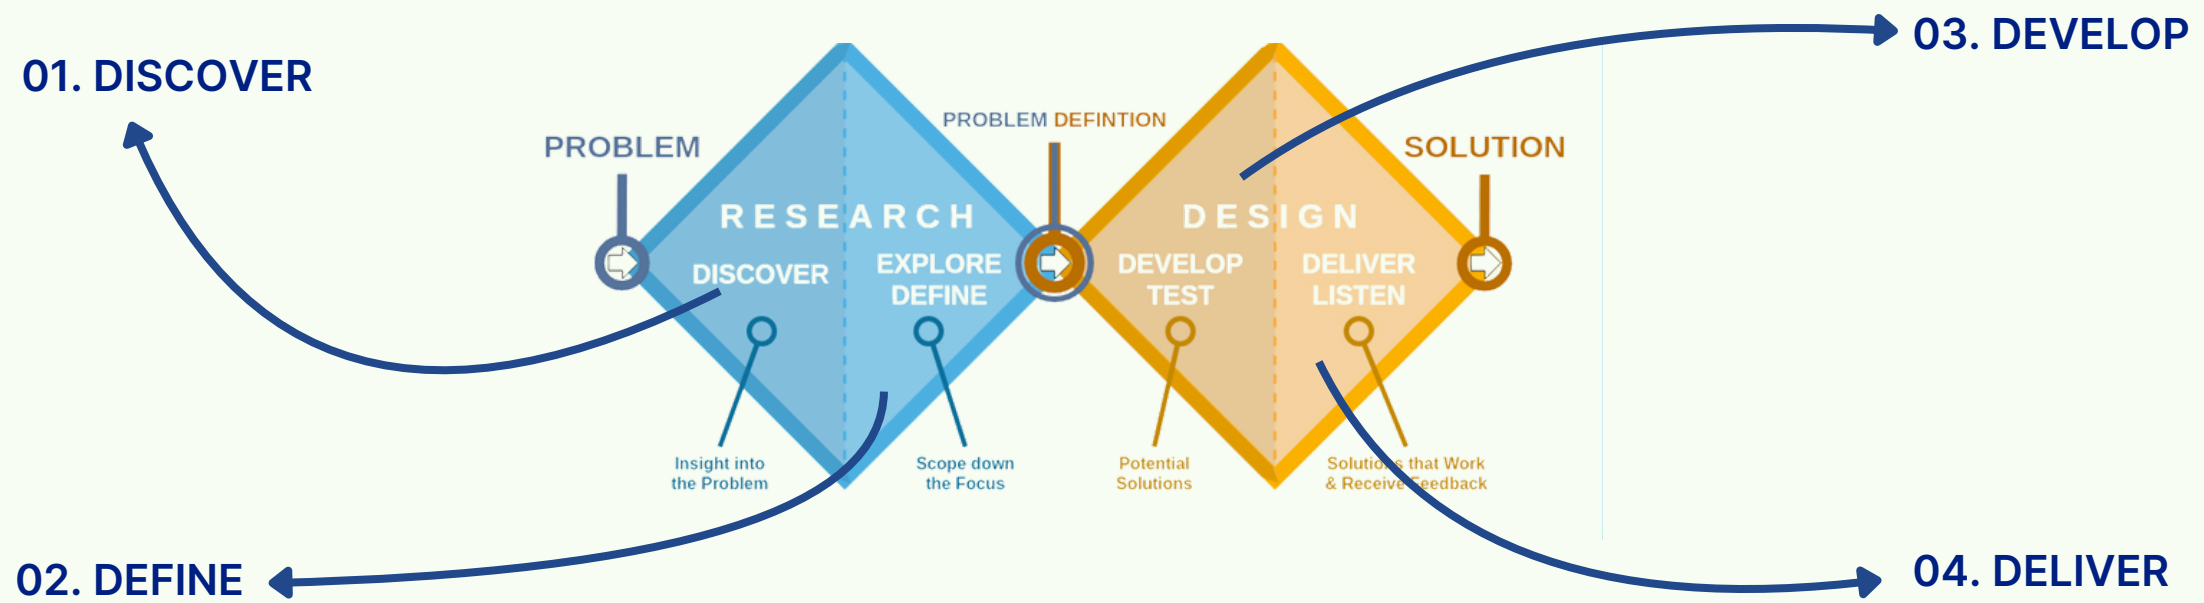 01. DISCOVER
03. DEVELOP
PROBLEM
PROBLEM DEFINTION
SOLUTION
RESEARCH
DISCOVER
EXPLORE
DEFINE
DESIGN
DEVELOP
TEST
DELIVER
LISTEN
Insight into
the Problem
Scope down
the Focus
Potential
Solutions
Solutions that Work
& Receive Feedback
02. DEFINE
04. DELIVER